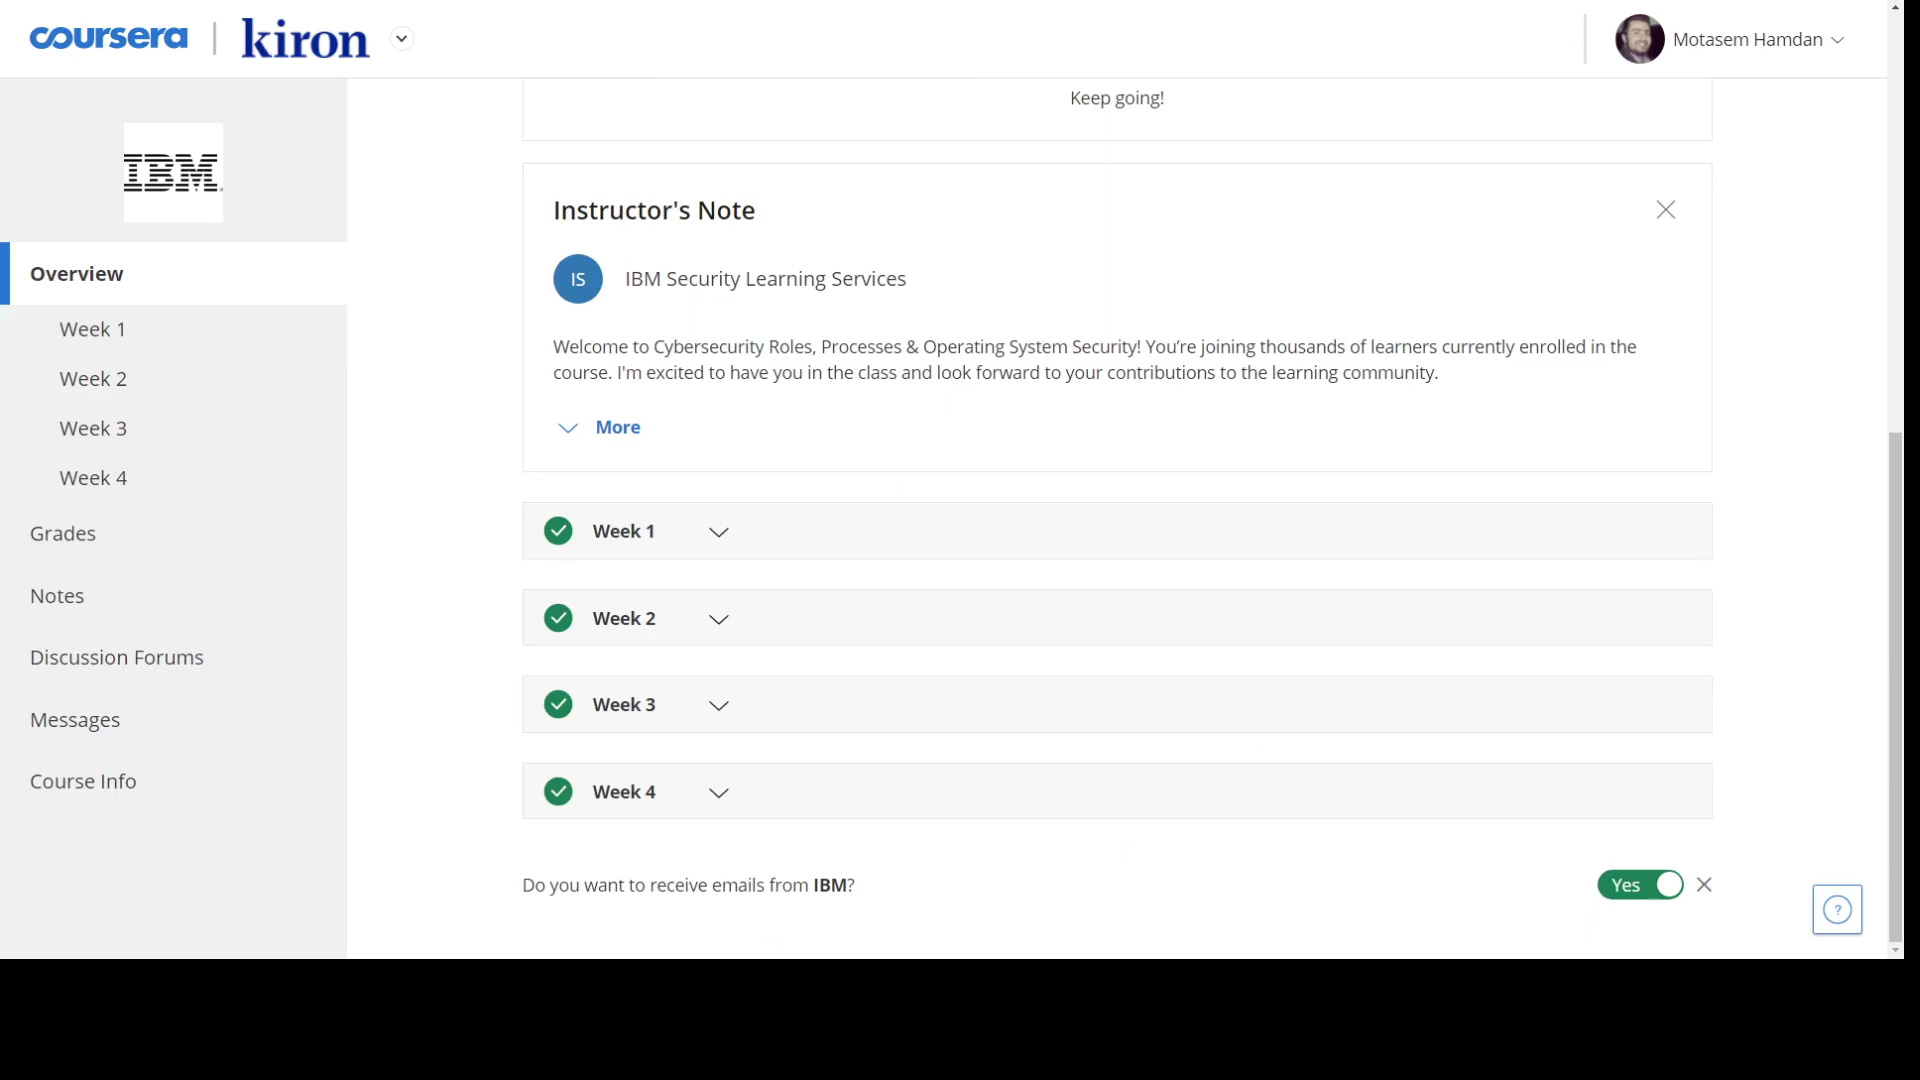 coursera | kiron
Motasem Hamdan
IBM
Overview
Week 1
Week 2
Week 3
Week 4
Grades
Notes
Discussion Forums
Messages
Course Info
Keep going!
Instructor's Note
IS
IBM Security Learning Services
Welcome to Cybersecurity Roles, Processes & Operating System Security! You’re joining thousands of learners currently enrolled in the
course. I'm excited to have you in the class and look forward to your contributions to the learning community.
More
Week 1
Week 2
Week 3
Week 4
Do you want to receive emails from IBM?
Yes
?